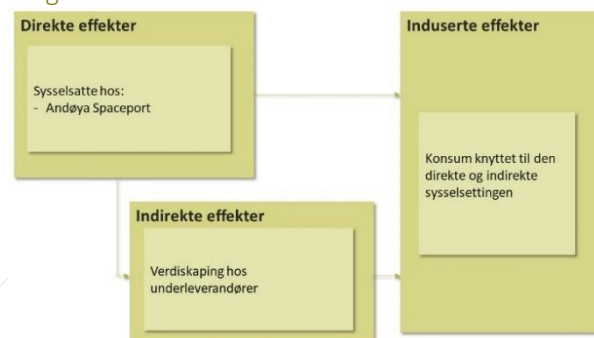 Direkte effekter
Sysselsatte hos:
- Andøya Spaceport
Induserte effekter
Konsum knyttet til den
direkte og indirekte
sysselsettingen
Indirekte effekter
Verdiskaping hos
underleverandører